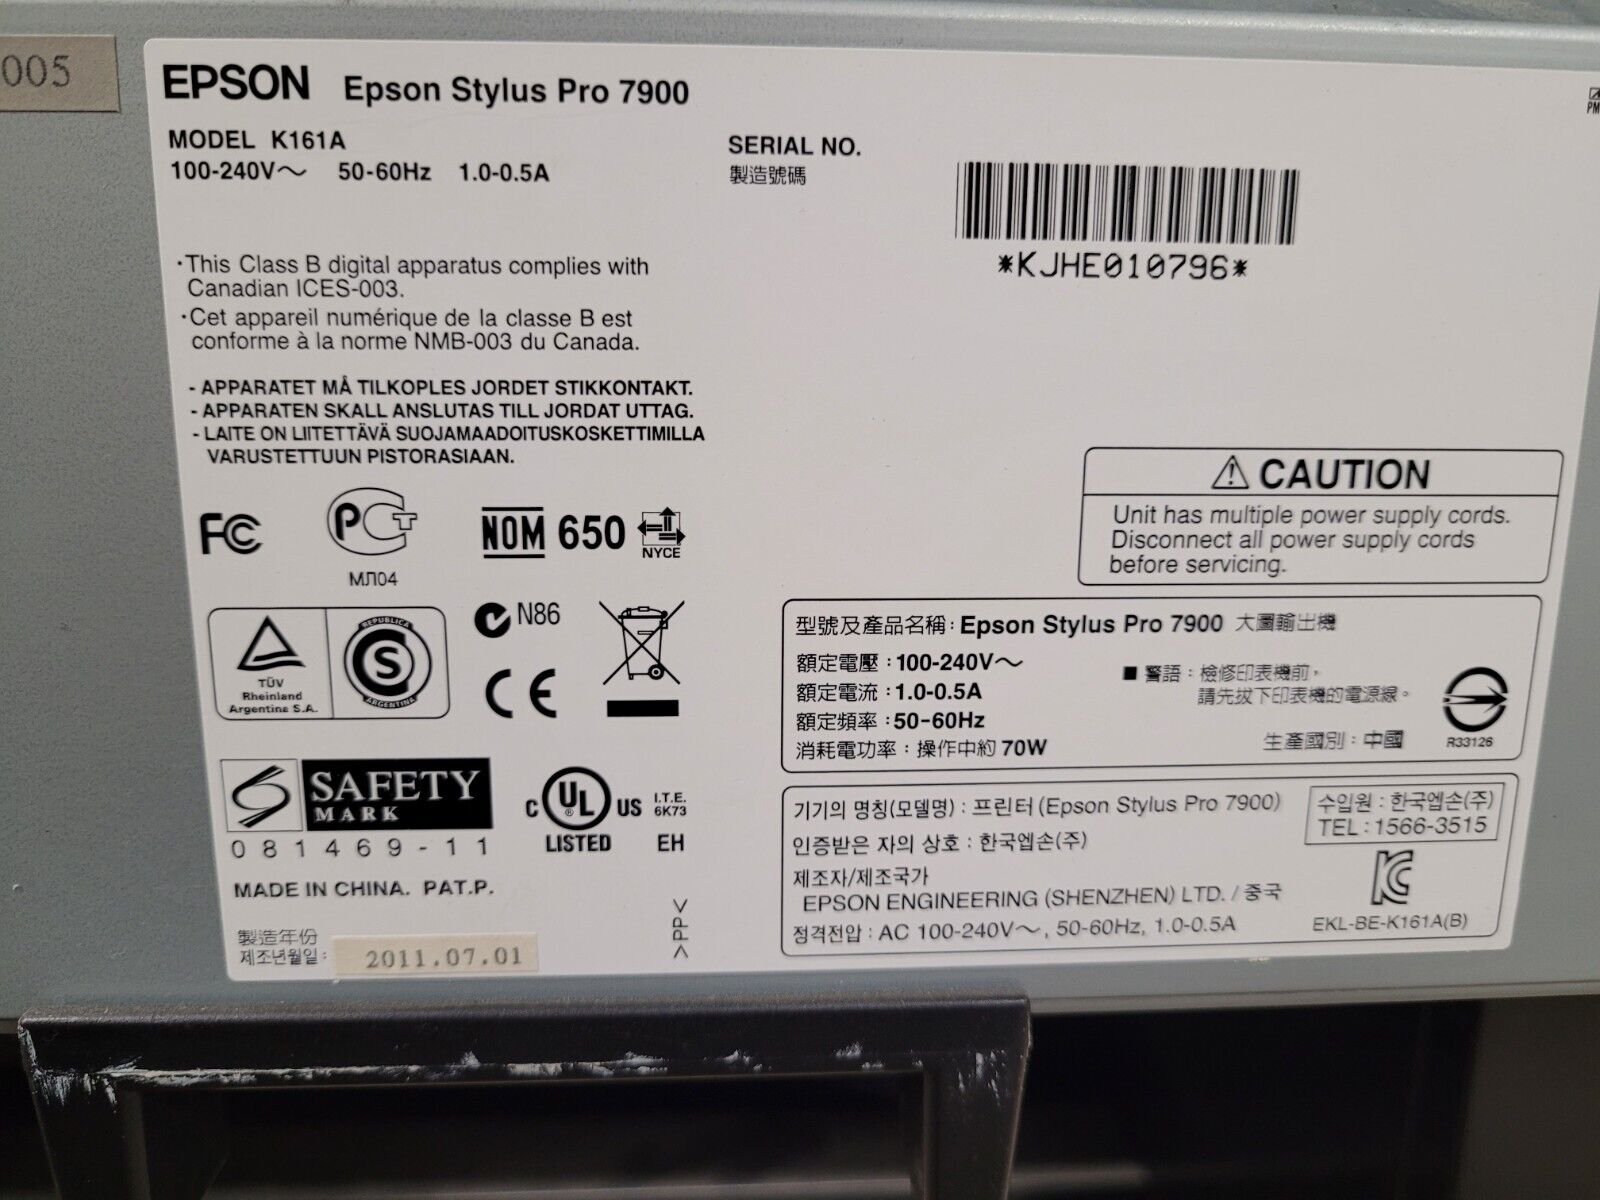 005
EPSON Epson Stylus Pro 7900
MODEL K161A
100-240V～ 50-60Hz 1.0-0.5A
SERIAL NO.
製造號碼
*KJHE010796*
PM
·This Class B digital apparatus complies with
Canadian ICES-003.
·Cet appareil numérique de la classe B est
conforme à la norme NMB-003 du Canada.
- APPARATET MÅ TILKOPLES JORDET STIKKONTAKT.
- APPARATEN SKALL ANSLUTAS TILL JORDAT UTTAG.
- LAITE ON LIITETTÄVÄ SUOJAMAADOITUSKOSKETTIMILLA
VARUSTETTUUN PISTORASIAAN.
FC
РСТ
МЛ04
NOM 650
NYCE
TÜV
Rheinland
Argentina S.A.
REPUBLICA
S
ARGENTINA
N86
CE
SAFETY
MARK
081469-11
C UL US
LISTED
I.T.E.
6K73
EH
MADE IN CHINA. PAT.P.
製造年份
제조년월일:
2011.07.01
>PP<
⚠ CAUTION
Unit has multiple power supply cords.
Disconnect all power supply cords
before servicing.
型號及產品名稱: Epson Stylus Pro 7900 大圖輸出機
額定電壓:100-240V～
額定電流:1.0-0.5A
額定頻率:50-60Hz
消耗電功率:操作中約 70W
■ 警語:檢修印表機前，
請先拔下印表機的電源線。
生產國別:中國
R33126
기기의 명칭(모델명) : 프린터 (Epson Stylus Pro 7900)
인증받은 자의 상호 : 한국엡손(주)
제조자/제조국가
EPSON ENGINEERING (SHENZHEN) LTD. / 중국
정격전압 : AC 100-240V～, 50-60Hz, 1.0-0.5A
수입원 : 한국엡손(주)
TEL : 1566-3515
EKL-BE-K161A(B)